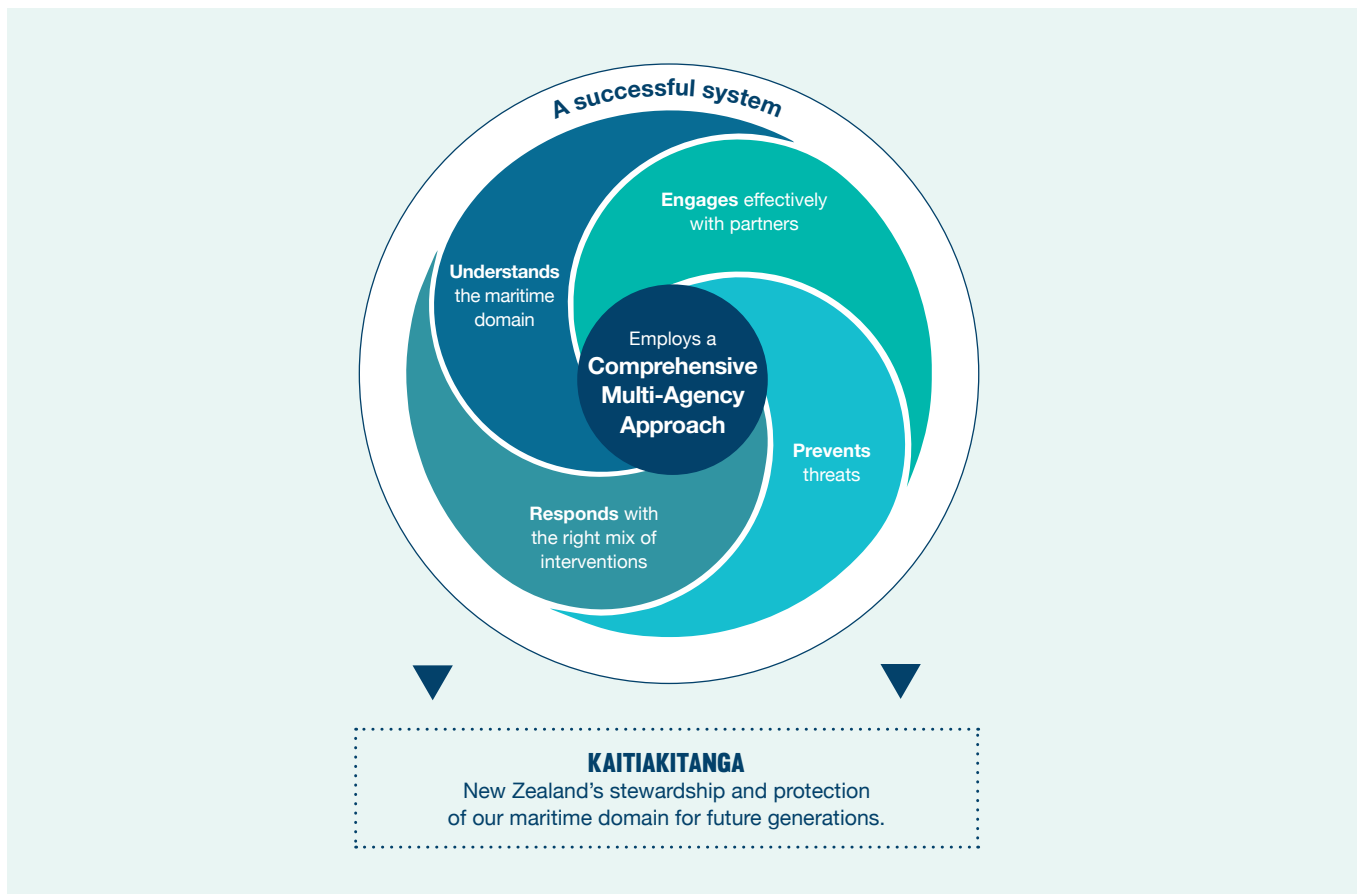 A successful system
Engages effectively
with partners
Understands
the maritime
domain
Employs a
Comprehensive
Multi-Agency
Approach
Prevents
threats
Responds with
the right mix of
interventions
KAITIAKITANGA
New Zealand’s stewardship and protection
of our maritime domain for future generations.